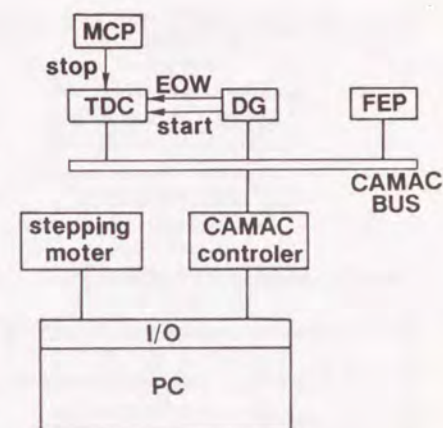 MCP
stop
EOW
TDC
DG
FEP
start
CAMAC
BUS
stepping
moter
CAMAC
controler
I/O
PC